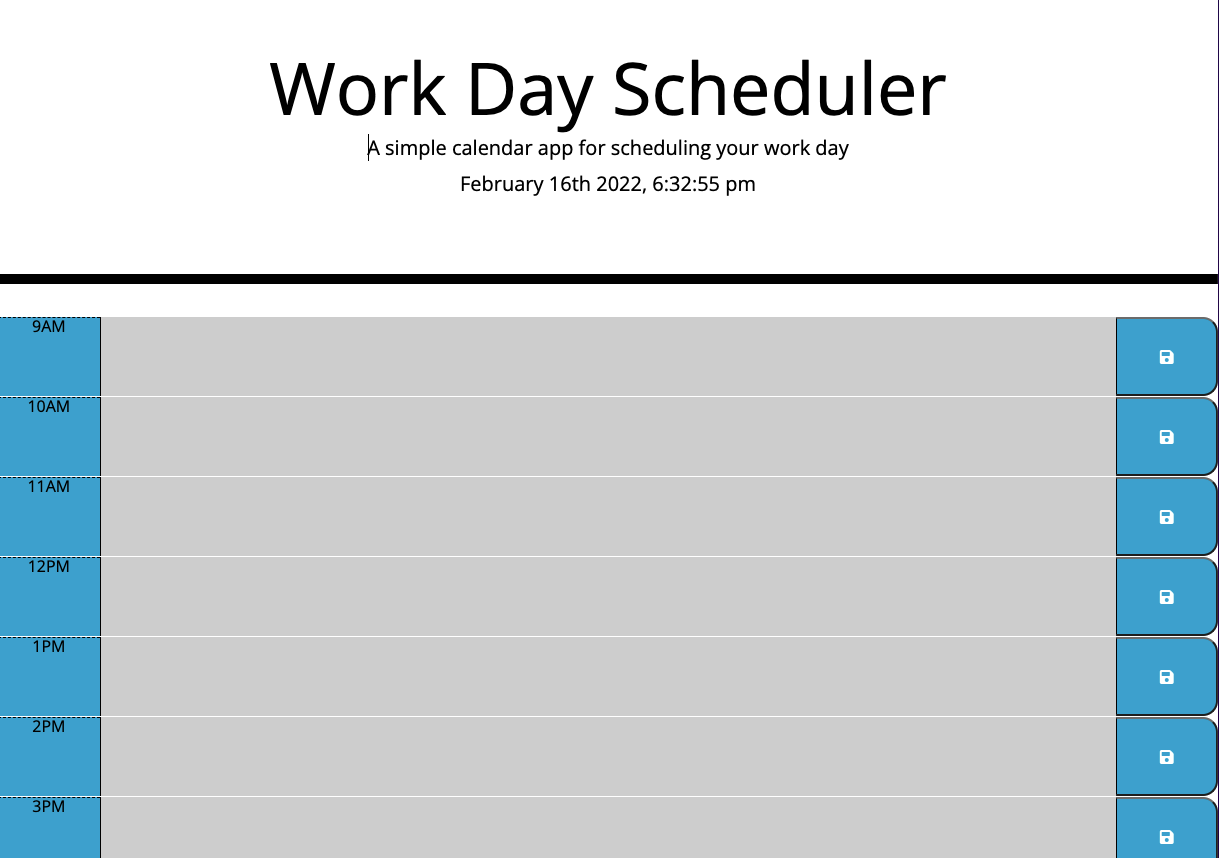 Work Day Scheduler
A simple calendar app for scheduling your work day
February 16th 2022, 6:32:55 pm
9AM
10AM
11AM
12PM
1PM
2PM
3PM